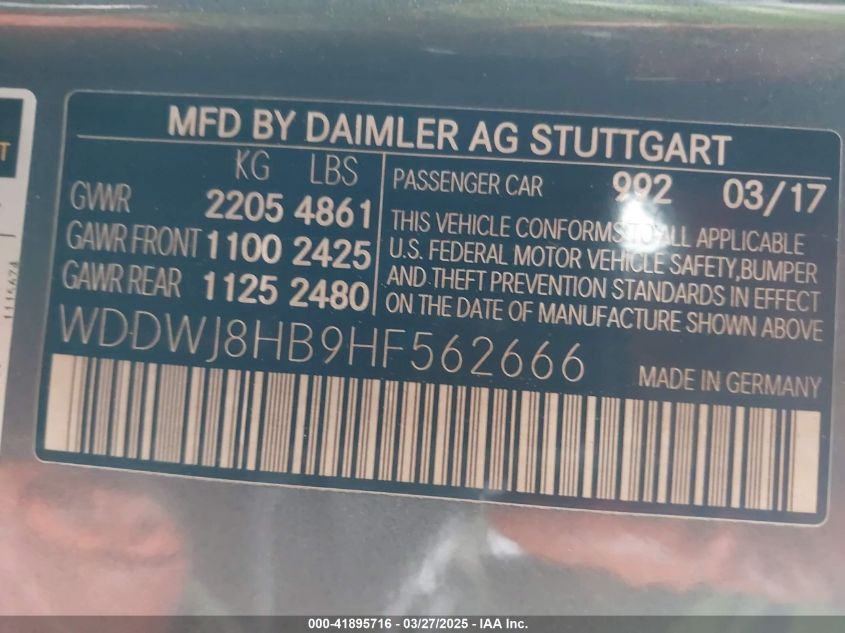 MFD BY DAIMLER AG STUTTGART
KG LBS
GVWR 2205 4861
GAWR FRONT 1100 2425
GAWR REAR 1125 2480
PASSENGER CAR 992 03/17
THIS VEHICLE CONFORMS TO ALL APPLICABLE
U.S. FEDERAL MOTOR VEHICLE SAFETY,BUMPER
AND THEFT PREVENTION STANDARDS IN EFFECT
ON THE DATE OF MANUFACTURE SHOWN ABOVE
WDDWJ8HB9HF562666
MADE IN GERMANY
T
000-41895716 - 03/27/2025 - IAA Inc.